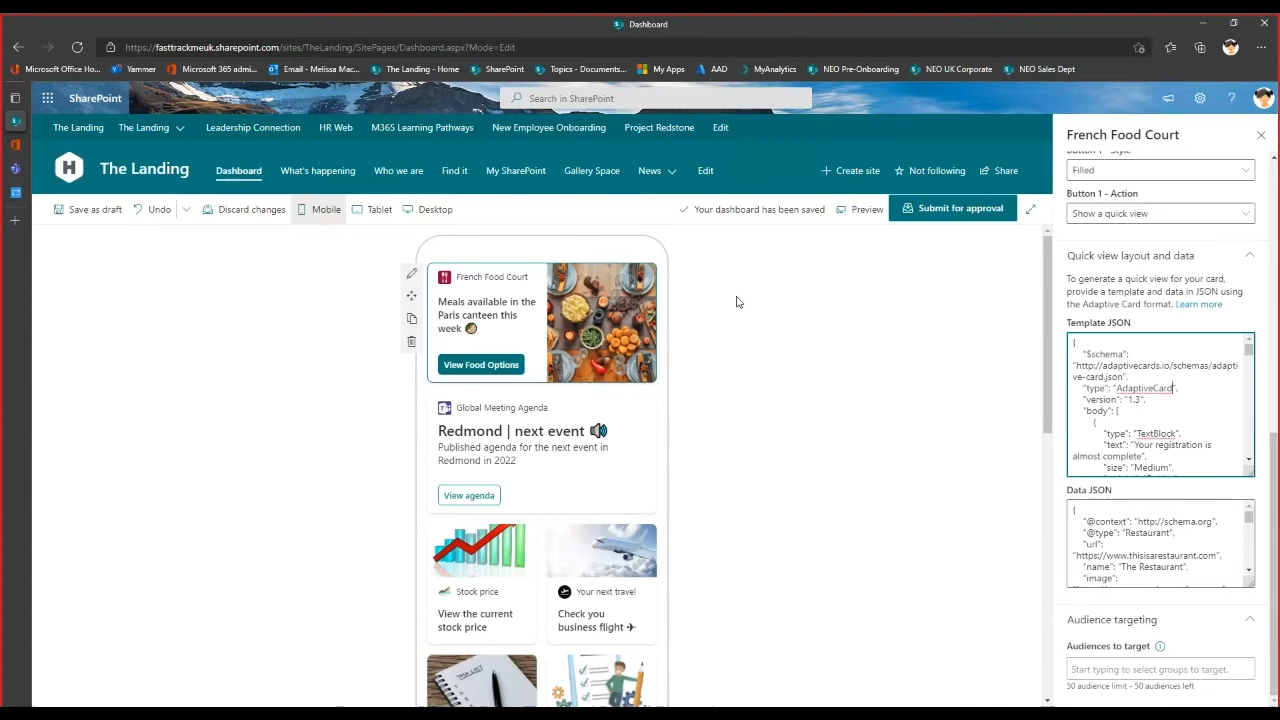 Dashboard
https://fasttrackmeuk.sharepoint.com/sites/TheLanding/SitePages/Dashboard.aspx?Mode=Edit
Microsoft Office Ho... Yammer Microsoft 365 admi... Email - Melissa Mac... The Landing - Home SharePoint Topics - Documents... My Apps AAD MyAnalytics NEO Pre-Onboarding NEO UK Corporate NEO Sales Dept
SharePoint
Search in SharePoint
The Landing The Landing Leadership Connection HR Web M365 Learning Pathways New Employee Onboarding Project Redstone Edit
H The Landing Dashboard What's happening Who we are Find it My SharePoint Gallery Space News Edit
Create site Not following Share
Save as draft Undo Discard changes Mobile Tablet Desktop
Your dashboard has been saved Preview Submit for approval
French Food Court
Meals available in the
Paris canteen this
week
View Food Options
Global Meeting Agenda
Redmond | next event
Published agenda for the next event in
Redmond in 2022
View agenda
Stock price
View the current
stock price
Your next travel
Check you
business flight ✈
French Food Court
Button 1 - Style
Filled
Button 1 - Action
Show a quick view
Quick view layout and data
To generate a quick view for your card,
provide a template and data in JSON using
the Adaptive Card format. Learn more
Template JSON
{
"$schema":
"http://adaptivecards.io/schemas/adapti
ve-card.json",
"type": "AdaptiveCard",
"version": "1.3",
"body": [
{
"type": "TextBlock",
"text": "Your registration is
almost complete",
"size": "Medium",
Data JSON
{
"@context": "http://schema.org",
"@type": "Restaurant",
"url":
"https://www.thisisarestaurant.com",
"name": "The Restaurant",
"image":
Audience targeting
Audiences to target
Start typing to select groups to target.
50 audience limit - 50 audiences left